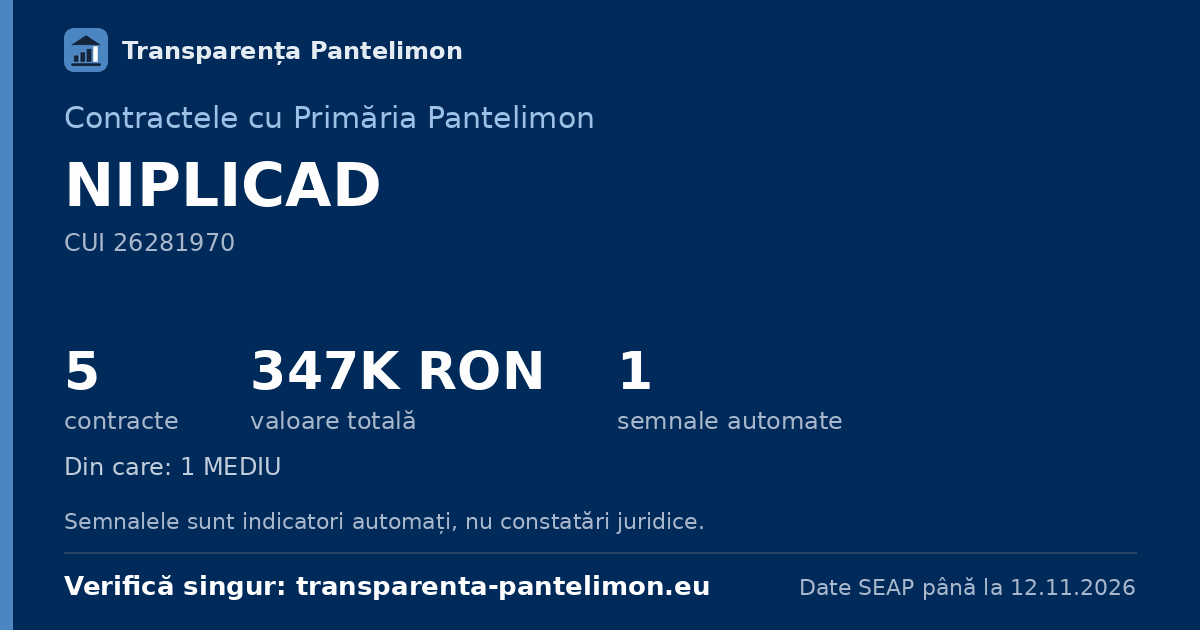 Transparența Pantelimon
Contractele cu Primăria Pantelimon
NIPLICAD
CUI 26281970
5 347K RON 1
contracte valoare totală semnale automate
Din care: 1 MEDIU
Semnalele sunt indicatori automați, nu constatări juridice.
Verifică singur: transparenta-pantelimon.eu Date SEAP până la 12.11.2026